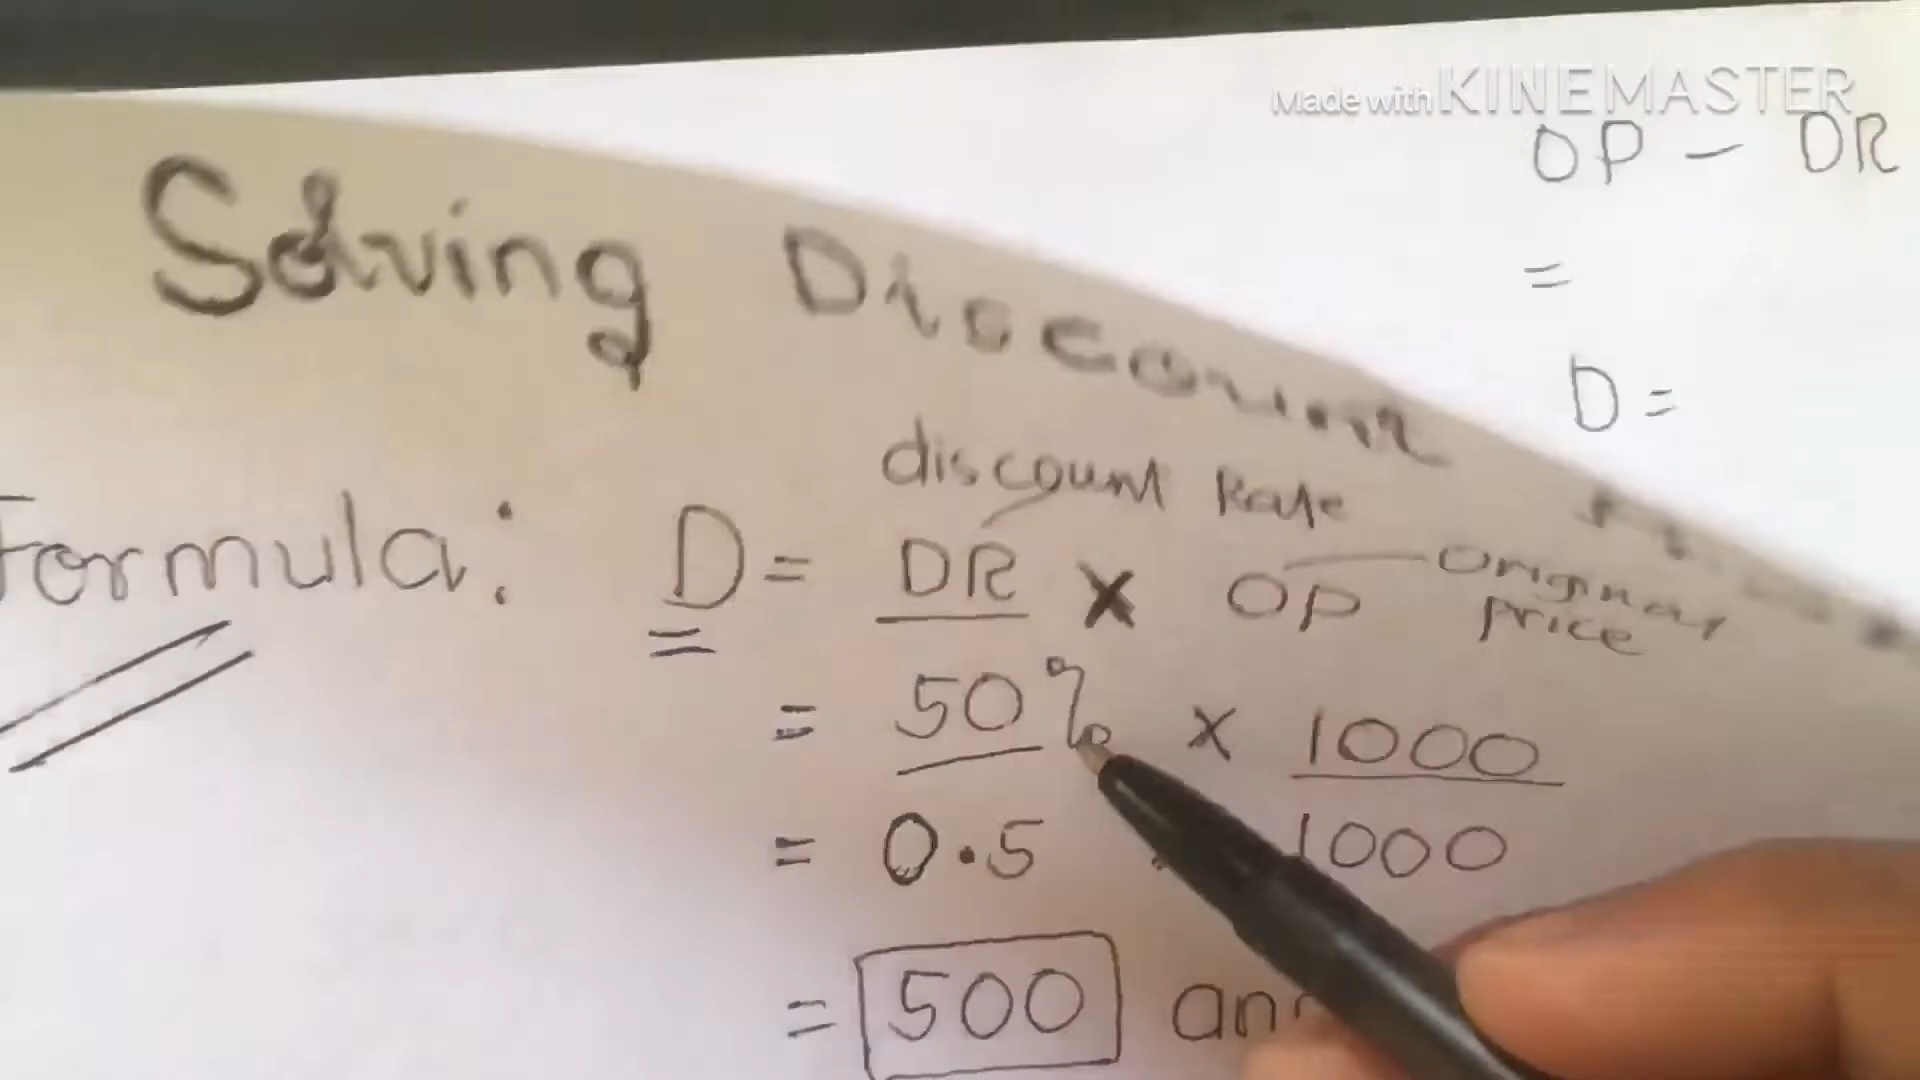 Made with KINEMASTER
OP - DR
=
D =
Solving Discount
discount Rate
Formula: D = DR x OP
original
price
= 50% x 1000
= 0.5 1000
= 500